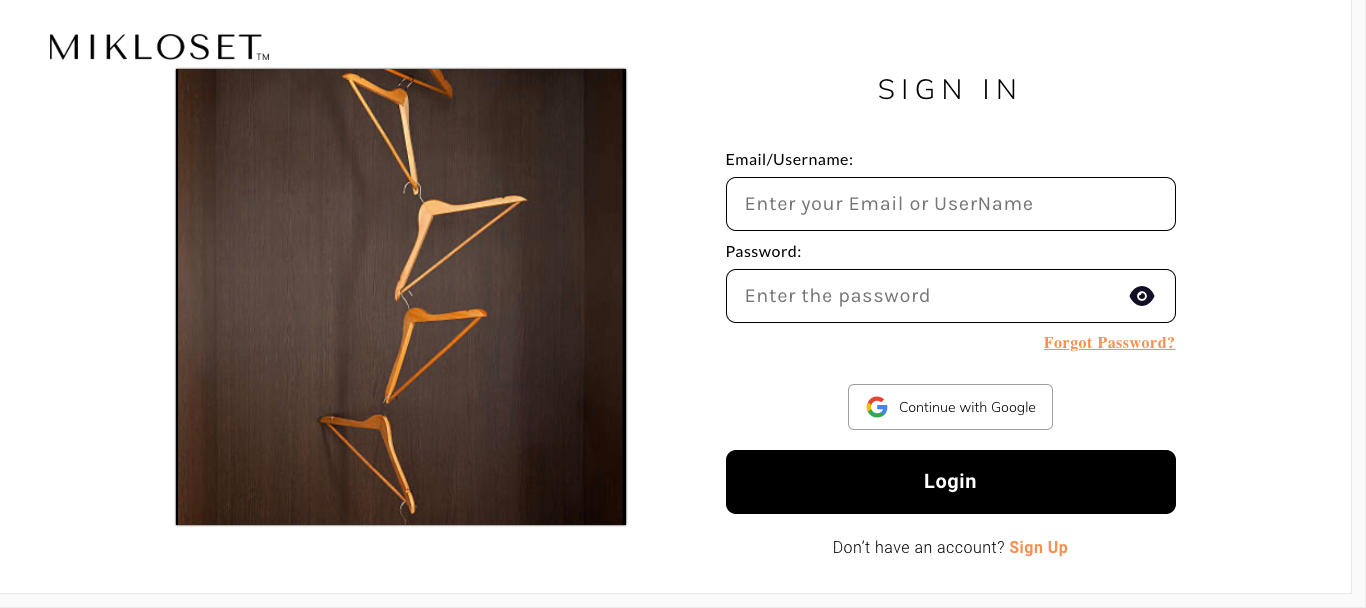 MIKLOSET™
SIGN IN
Email/Username:
Enter your Email or UserName
Password:
Enter the password
Forgot Password?
Continue with Google
Login
Don’t have an account? Sign Up